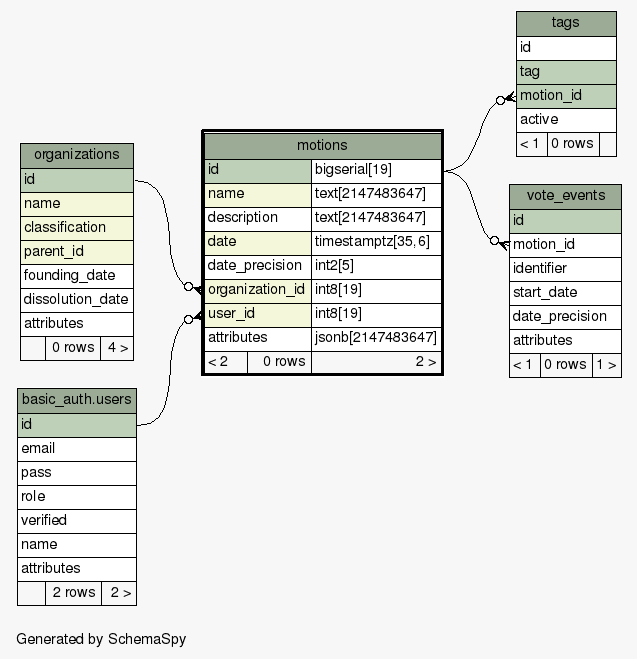 tags
id
tag
motion_id
active
< 1 0 rows
organizations
id
name
classification
parent_id
founding_date
dissolution_date
attributes
0 rows 4 >
motions
id bigserial[19]
name text[2147483647]
description text[2147483647]
date timestamptz[35,6]
date_precision int2[5]
organization_id int8[19]
user_id int8[19]
attributes jsonb[2147483647]
< 2 0 rows 2 >
vote_events
id
motion_id
identifier
start_date
date_precision
attributes
< 1 0 rows 1 >
basic_auth.users
id
email
pass
role
verified
name
attributes
2 rows 2 >
Generated by SchemaSpy